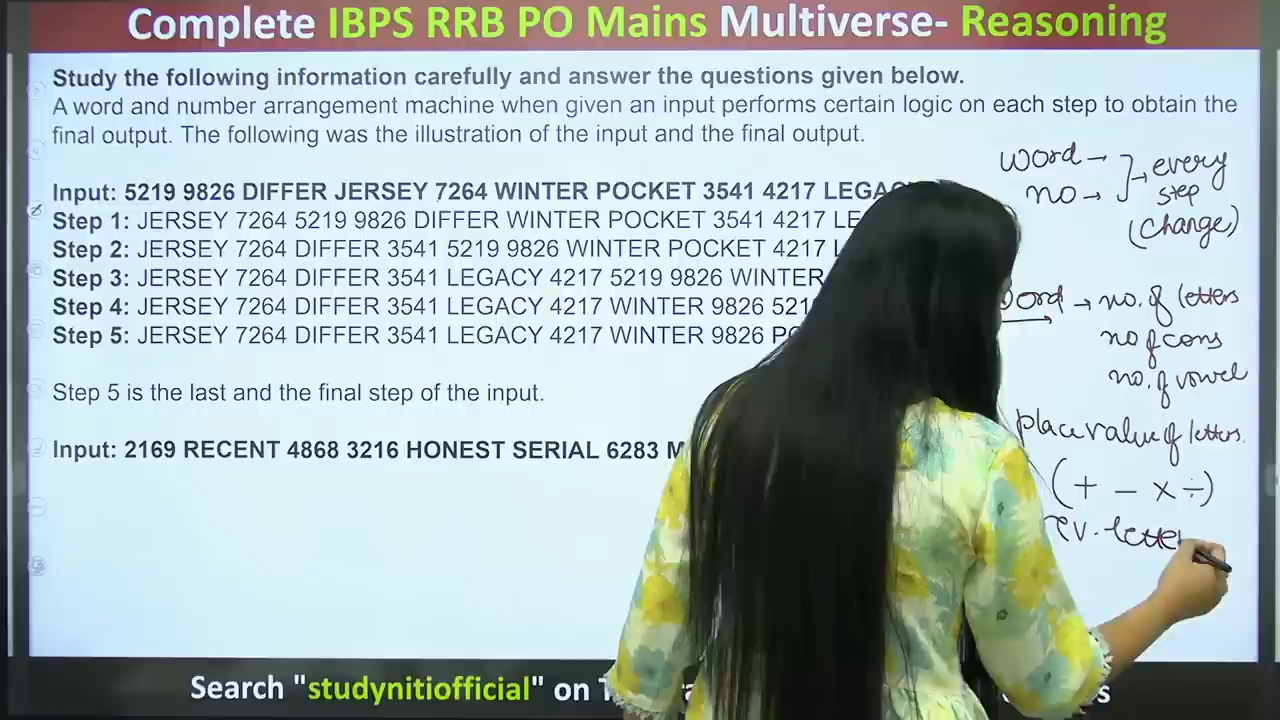 Complete IBPS RRB PO Mains Multiverse- Reasoning
Study the following information carefully and answer the questions given below.
A word and number arrangement machine when given an input performs certain logic on each step to obtain the
final output. The following was the illustration of the input and the final output.
Input: 5219 9826 DIFFER JERSEY 7264 WINTER POCKET 3541 4217
Step 1: JERSEY 7264 5219 9826 DIFFER WINTER POCKET 3541 4217
Step 2: JERSEY 7264 DIFFER 3541 5219 9826 WINTER POCKET 4217
Step 3: JERSEY 7264 DIFFER 3541 LEGACY 4217 5219 9826 WINTER
Step 4: JERSEY 7264 DIFFER 3541 LEGACY 4217 WINTER 9826
Step 5: JERSEY 7264 DIFFER 3541 LEGACY 4217 WINTER 9826
Step 5 is the last and the final step of the input.
Input: 2169 RECENT 4868 3216 HONEST SERIAL 6283
word →
no →
} → every
step
(change)
→ no. of letters
no of cons
no. of vowel
place value of letters.
(+ − × ÷)
Search "studynitiofficial" on